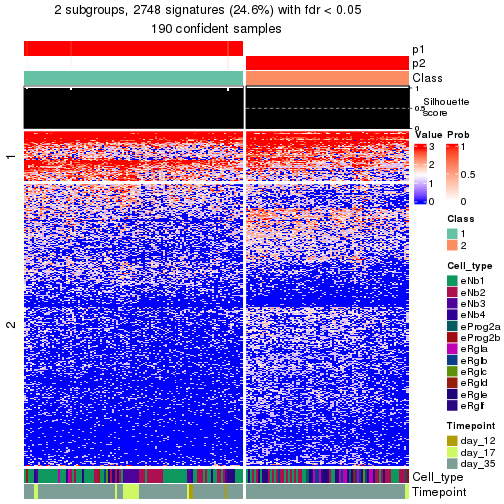 2 subgroups, 2748 signatures (24.6%) with fdr < 0.05
190 confident samples
p1
p2
Class
1
0.5
0
Silhouette
score
1
2
Value
3
2
1
0
Prob
1
0.5
0
Class
1
2
Cell_type
eNb1
eNb2
eNb3
eNb4
eProg2a
eProg2b
eRgla
eRglb
eRglc
eRgld
eRgle
eRglf
Timepoint
day_12
day_17
day_35
Cell_type
Timepoint